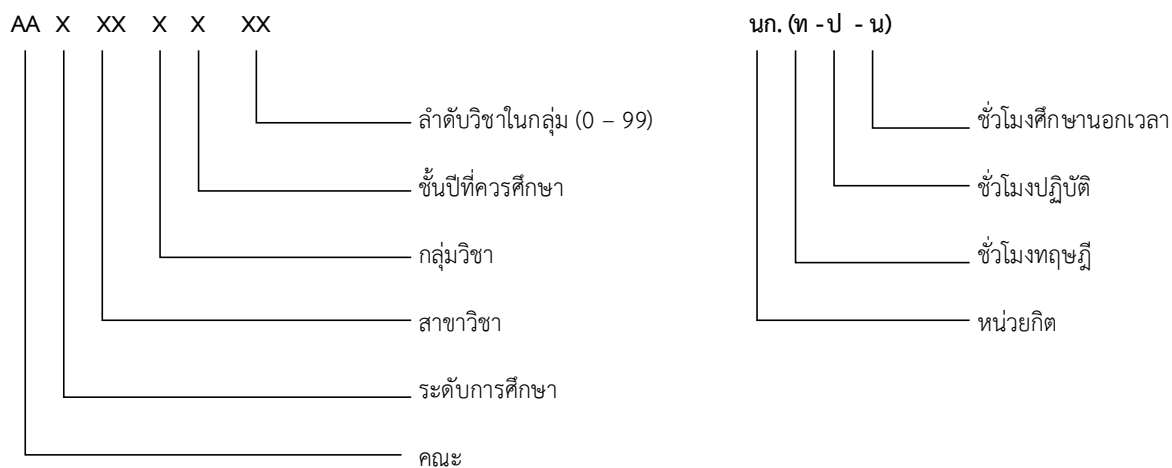 AA X XX X X XX นก. (ท - ป - น)
ลำดับวิชาในกลุ่ม (0 – 99) ชั่วโมงศึกษานอกเวลา
ชั้นปีที่ควรศึกษา ชั่วโมงปฏิบัติ
กลุ่มวิชา ชั่วโมงทฤษฎี
สาขาวิชา หน่วยกิต
ระดับการศึกษา
คณะ